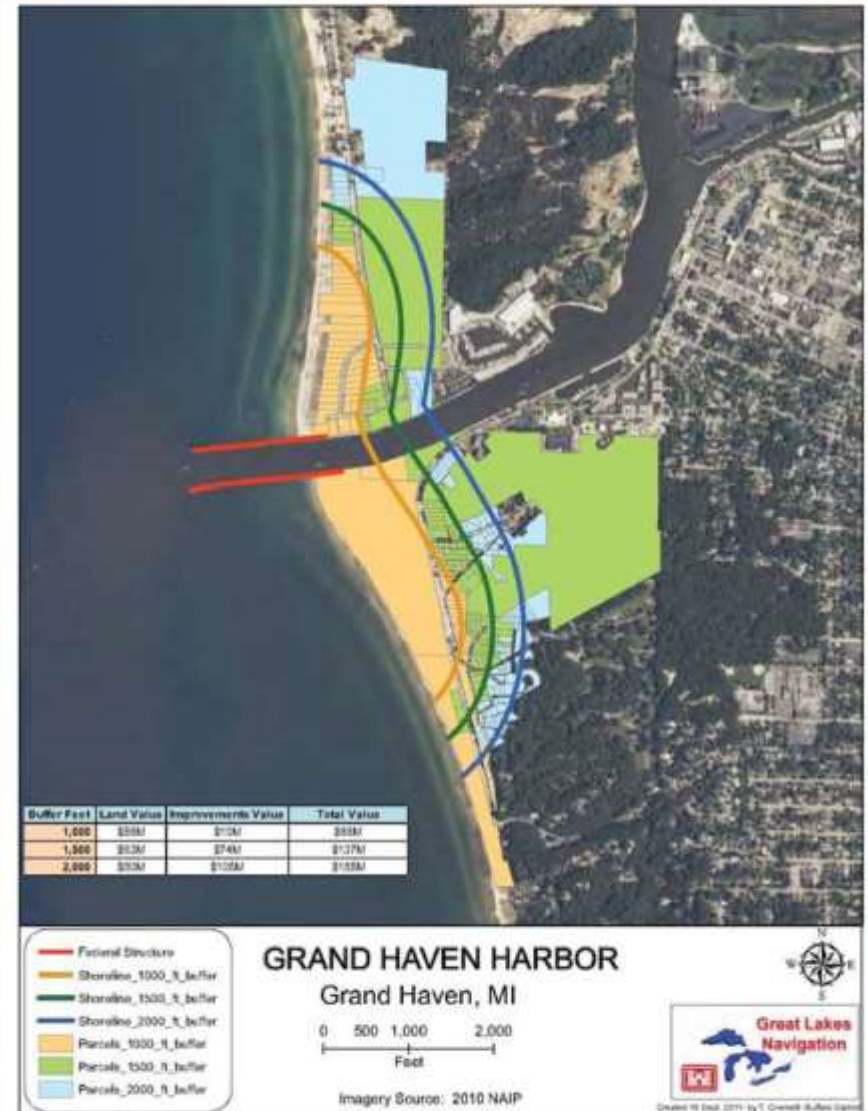 Buffer Feet Land Value Improvements Value Total Value
1,000
1,500 $74M $137M
2,000
Federal Structure
Shoreline_1000_ft_buffer
Shoreline_1500_ft_buffer
Shoreline_2000_ft_buffer
Parcels_1000_ft_buffer
Parcels_1500_ft_buffer
Parcels_2000_ft_buffer
GRAND HAVEN HARBOR
Grand Haven, MI
0 500 1,000 2,000
Feet
Imagery Source: 2010 NAIP
N
W E
S
Great Lakes
Navigation